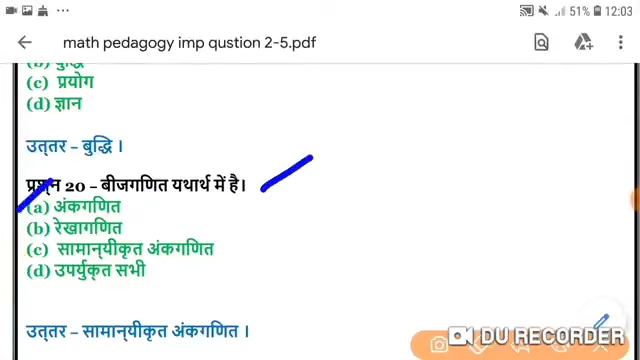 51% 12:03
math pedagogy imp qustion 2-5.pdf
(b) बुद्धि
(c) प्रयोग
(d) ज्ञान
उत्तर – बुद्धि ।
प्रश्न 20 – बीजगणित यथार्थ में है।
(a) अंकगणित
(b) रेखागणित
(c) सामान्यीकृत अंकगणित
(d) उपर्युक्त सभी
उत्तर – सामान्यीकृत अंकगणित ।
DU RECORDER